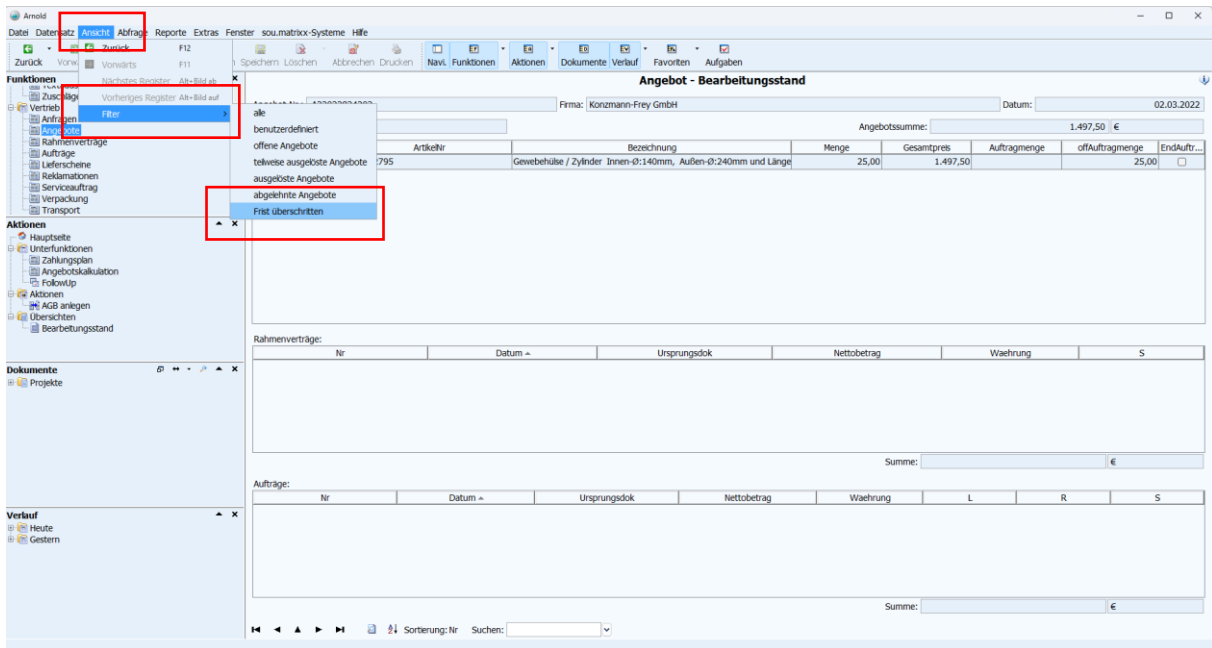 Arnold
Datei Datensatz Ansicht Abfrage Reporte Extras Fenster sou.matrixx-Systeme Hilfe
Zurück Speichern Löschen Abbrechen Drucken Navi. Funktionen Aktionen Dokumente Verlauf Favoriten Aufgaben
Zurück F12
Vorwärts F11
Nächstes Register Alt+Bild ab
Vorheriges Register Alt+Bild auf
Filter
alle
benutzerdefiniert
offene Angebote
teilweise ausgelöste Angebote
ausgelöste Angebote
abgelehnte Angebote
Frist überschritten
Funktionen
Vertrieb
Anfragen
Angebote
Rahmenverträge
Aufträge
Lieferscheine
Reklamationen
Serviceauftrag
Verpackung
Transport
Aktionen
Hauptseite
Unterfunktionen
Zahlungsplan
Angebotskalkulation
FollowUp
Aktionen
AGB anlegen
Übersichten
Bearbeitungsstand
Dokumente
Projekte
Verlauf
Heute
Gestern
Angebot - Bearbeitungsstand
Firma: Konzmann-Frey GmbH Datum: 02.03.2022
Angebotssumme: 1.497,50 €
ArtikelNr Bezeichnung Menge Gesamtpreis Auftragmenge offAuftragmenge EndAuftr...
2795 Gewebehülse / Zylinder Innen-Ø:140mm, Außen-Ø:240mm und Länge 25,00 1.497,50 25,00
Rahmenverträge:
Nr Datum Ursprungsdok Nettobetrag Waehrung S
Summe: €
Aufträge:
Nr Datum Ursprungsdok Nettobetrag Waehrung L R S
Summe: €
Sortierung: Nr Suchen: